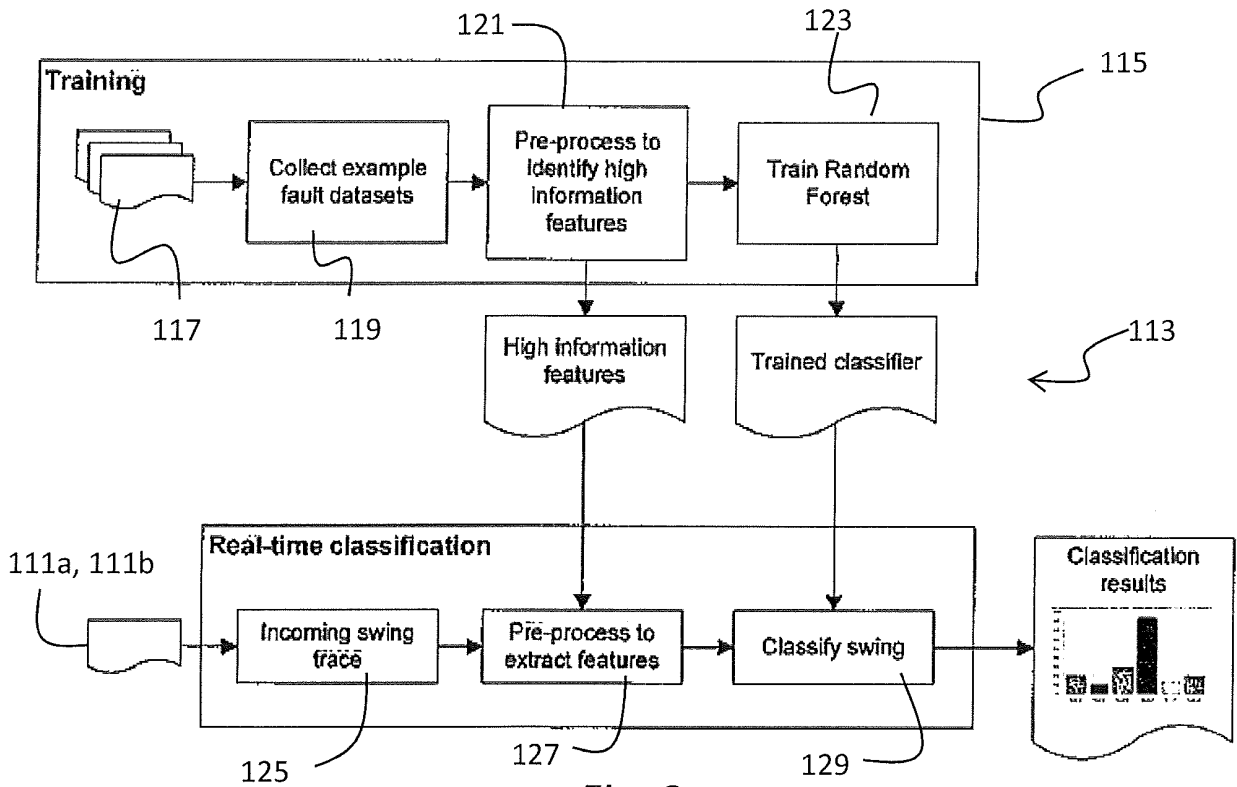 121
123
115
Training
Collect example
fault datasets
Pre-process to
identify high
information
features
Train Random
Forest
117
119
High information
features
Trained classifier
113
Real-time classification
111a, 111b
Incoming swing
trace
Pre-process to
extract features
Classify swing
Classification
results
125
127
129